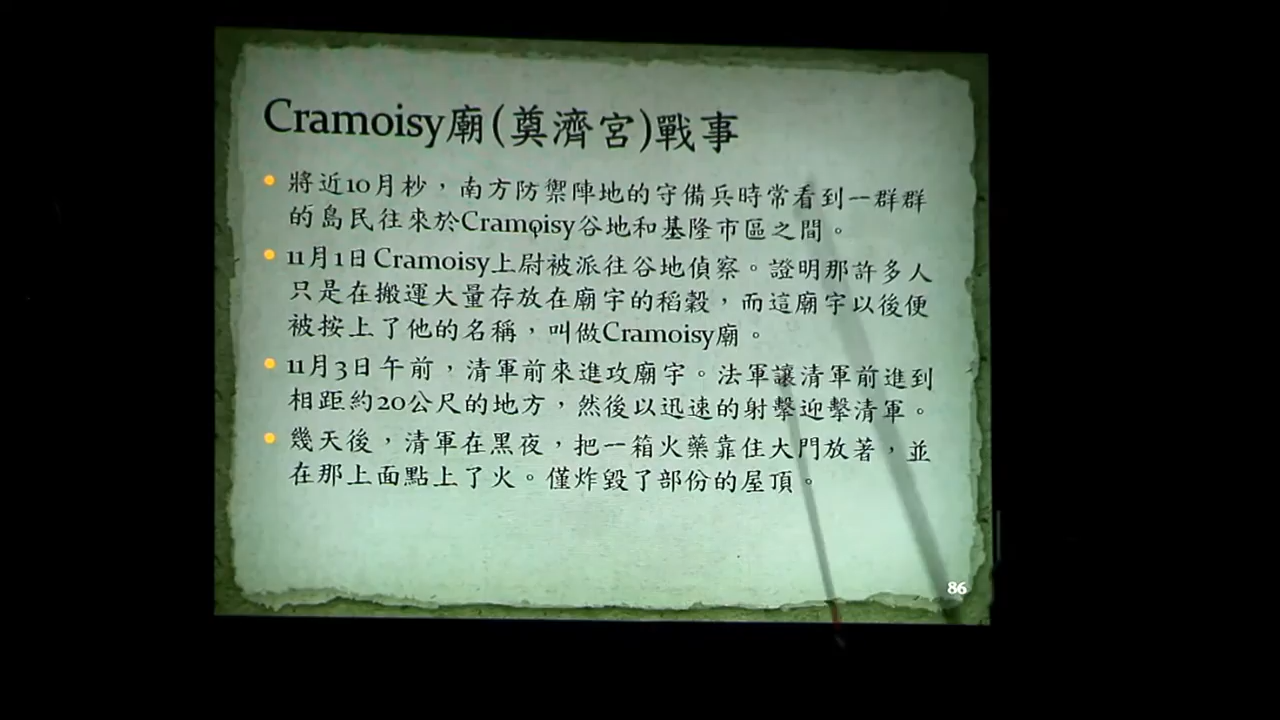 Cramoisy廟(奠濟宮)戰事
將近10月杪，南方防禦陣地的守備兵時常看到一群群
的島民往來於Cramoisy谷地和基隆市區之間。
11月1日Cramoisy上尉被派往谷地偵察。證明那許多人
只是在搬運大量存放在廟宇的稻穀，而這廟宇以後便
被按上了他的名稱，叫做Cramoisy廟。
11月3日午前，清軍前來進攻廟宇。法軍讓清軍前進到
相距約20公尺的地方，然後以迅速的射擊迎擊清軍。
幾天後，清軍在黑夜，把一箱火藥靠住大門放著，並
在那上面點上了火。僅炸毀了部份的屋頂。
86